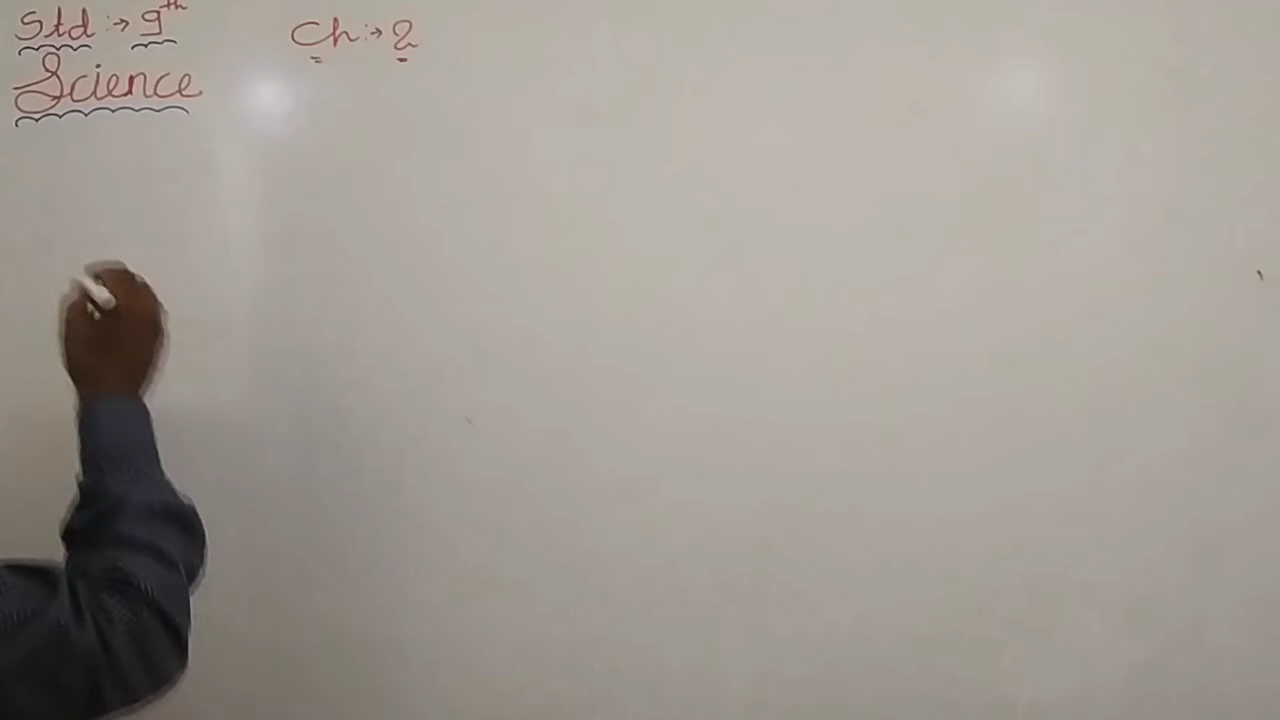 Std :→ 9th Ch :→ 2
Science